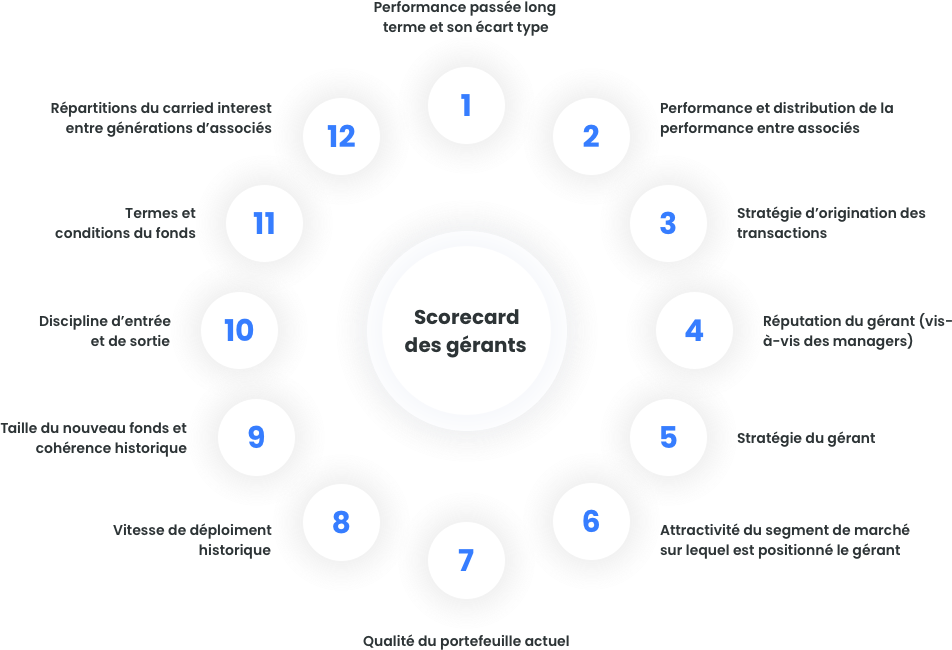 Performance passée long
terme et son écart type
1
2
Performance et distribution de la
performance entre associés
3
Stratégie d’origination des
transactions
4
Réputation du gérant (vis-
à-vis des managers)
5
Stratégie du gérant
6
Attractivité du segment de marché
sur lequel est positionné le gérant
7
Qualité du portefeuille actuel
8
Vitesse de déploiment
historique
9
Taille du nouveau fonds et
cohérence historique
10
Discipline d’entrée
et de sortie
11
Termes et
conditions du fonds
12
Répartitions du carried interest
entre générations d’associés
Scorecard
des gérants